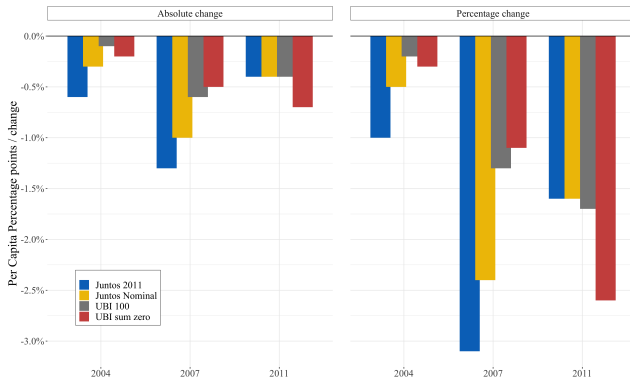 Absolute change
Percentage change
Per Capita Percentage points / change
0.0%
-0.5%
-1.0%
-1.5%
-2.0%
-2.5%
-3.0%
Juntos 2011
Juntos Nominal
UBI 100
UBI sum zero
2004
2007
2011
2004
2007
2011